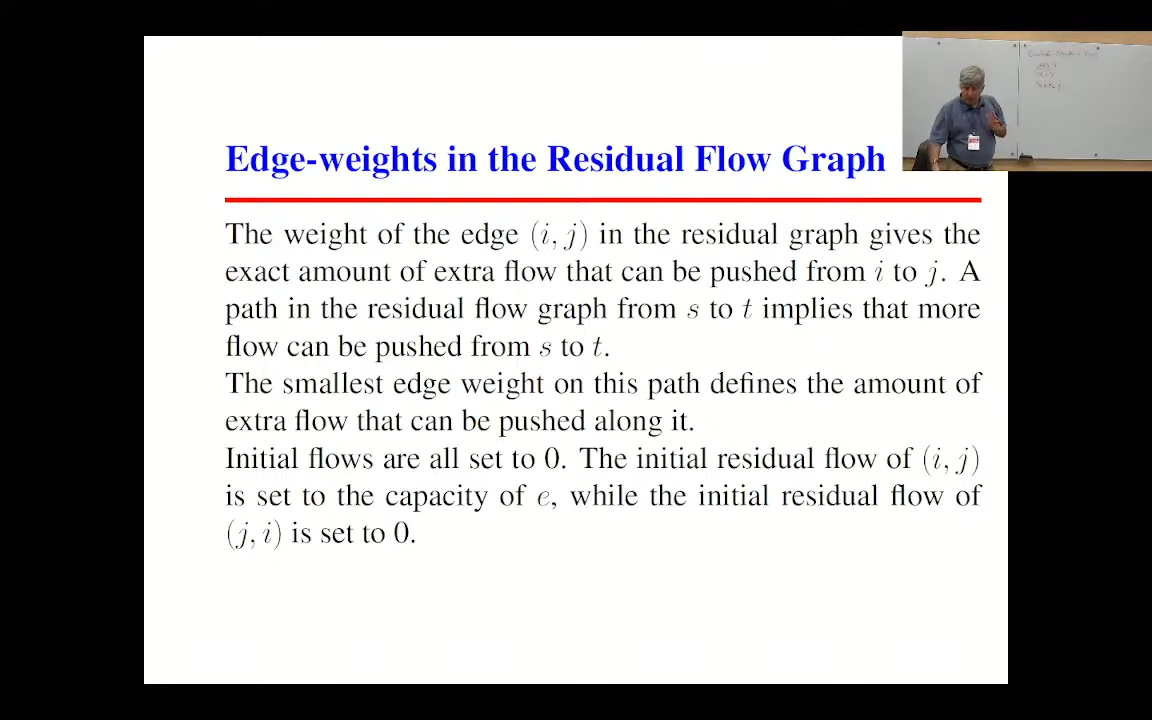 Edge-weights in the Residual Flow Graph
The weight of the edge (i, j) in the residual graph gives the
exact amount of extra flow that can be pushed from i to j. A
path in the residual flow graph from s to t implies that more
flow can be pushed from s to t.
The smallest edge weight on this path defines the amount of
extra flow that can be pushed along it.
Initial flows are all set to 0. The initial residual flow of (i, j)
is set to the capacity of e, while the initial residual flow of
(j, i) is set to 0.